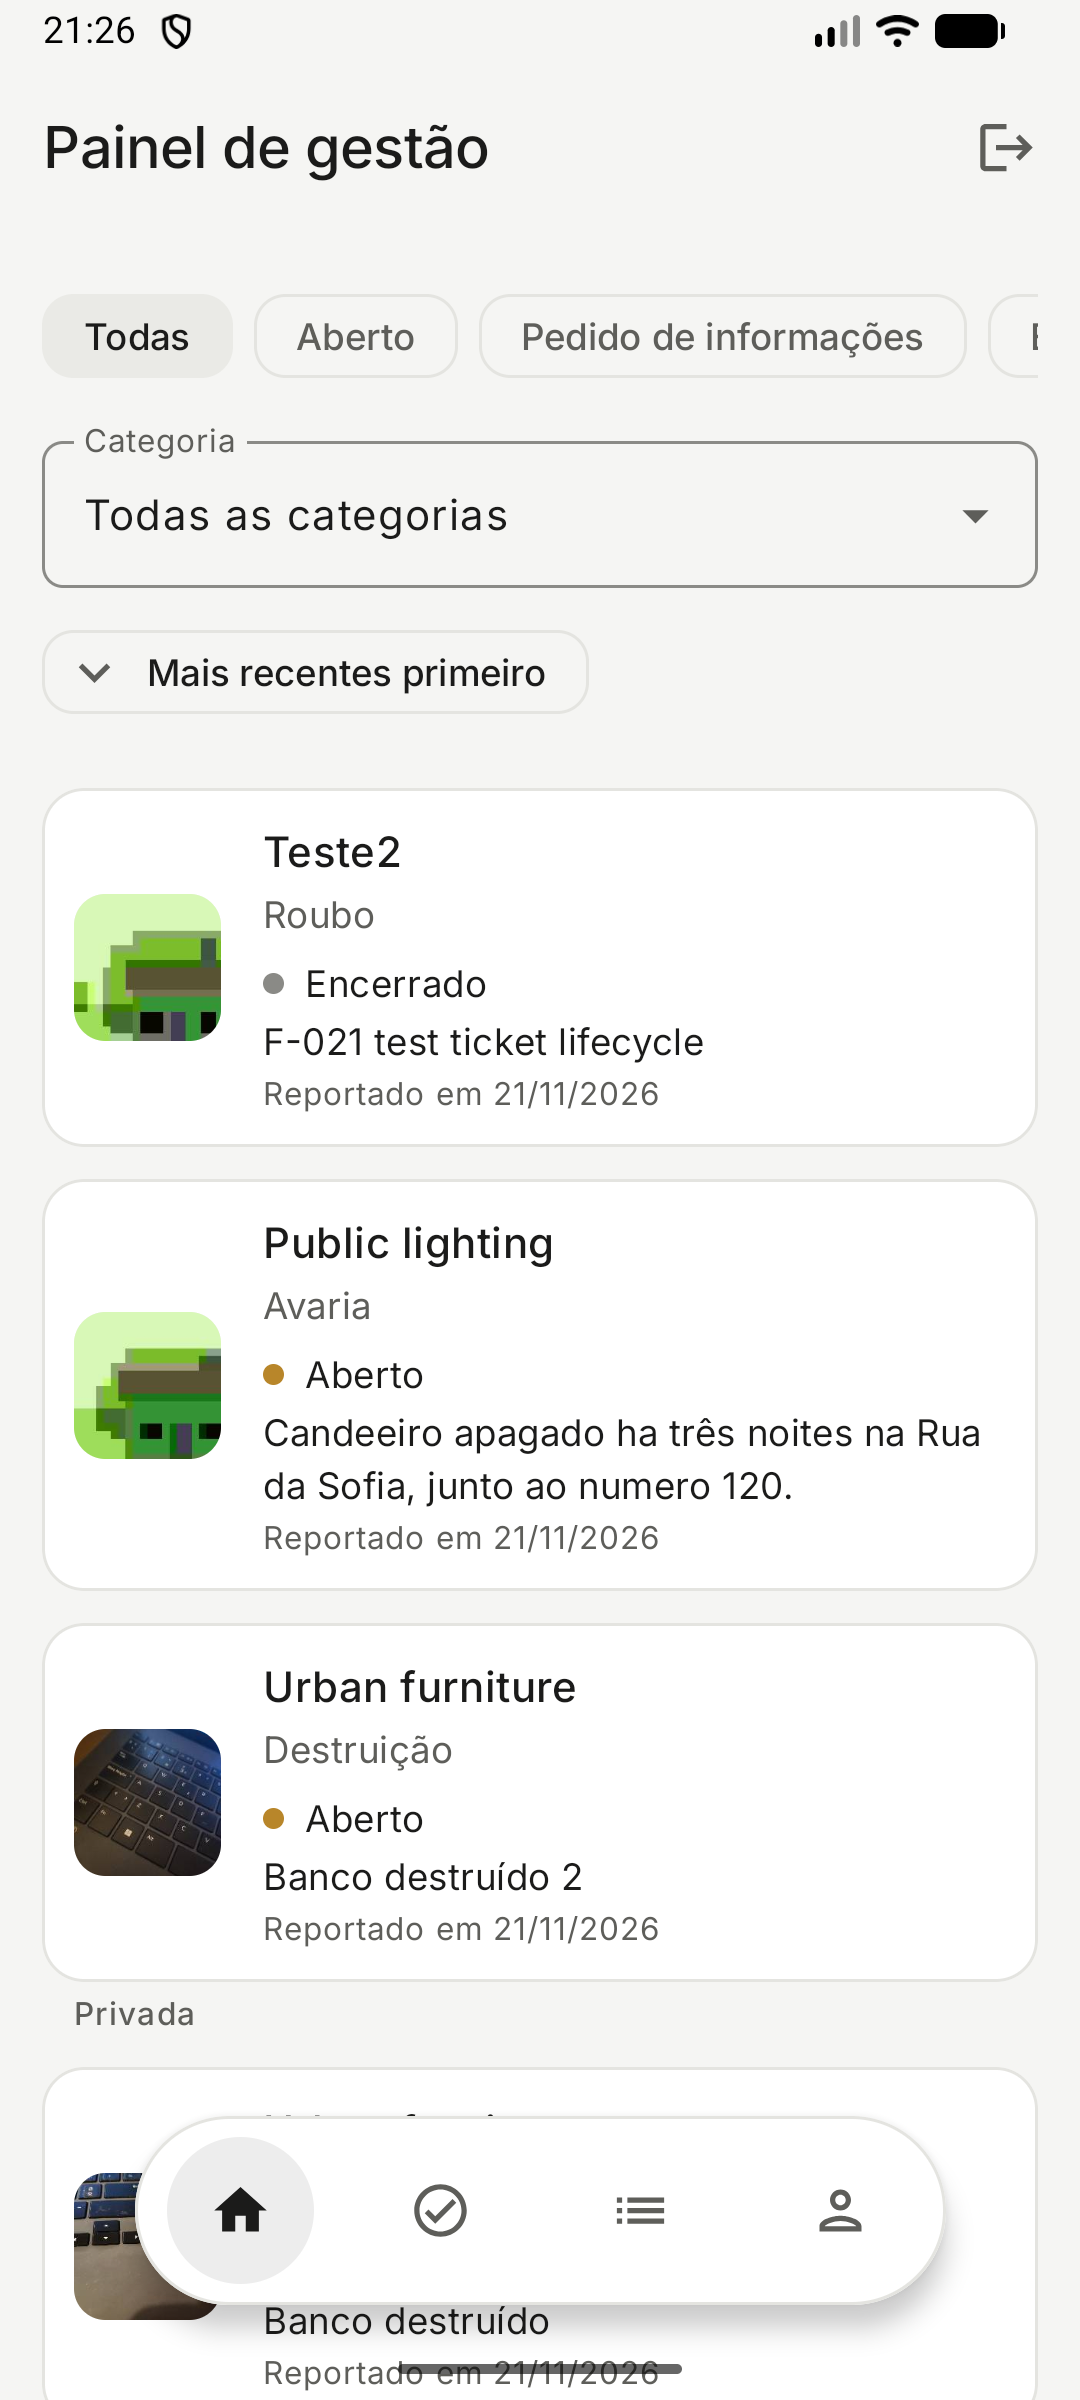 21:26
Painel de gestão
Todas
Aberto
Pedido de informações
Categoria
Todas as categorias
Mais recentes primeiro
Teste2
Roubo
Encerrado
F-021 test ticket lifecycle
Reportado em 21/11/2026
Public lighting
Avaria
Aberto
Candeeiro apagado ha três noites na Rua
da Sofia, junto ao numero 120.
Reportado em 21/11/2026
Urban furniture
Destruição
Aberto
Banco destruído 2
Reportado em 21/11/2026
Privada
Banco destruído
Reportado em 21/11/2026